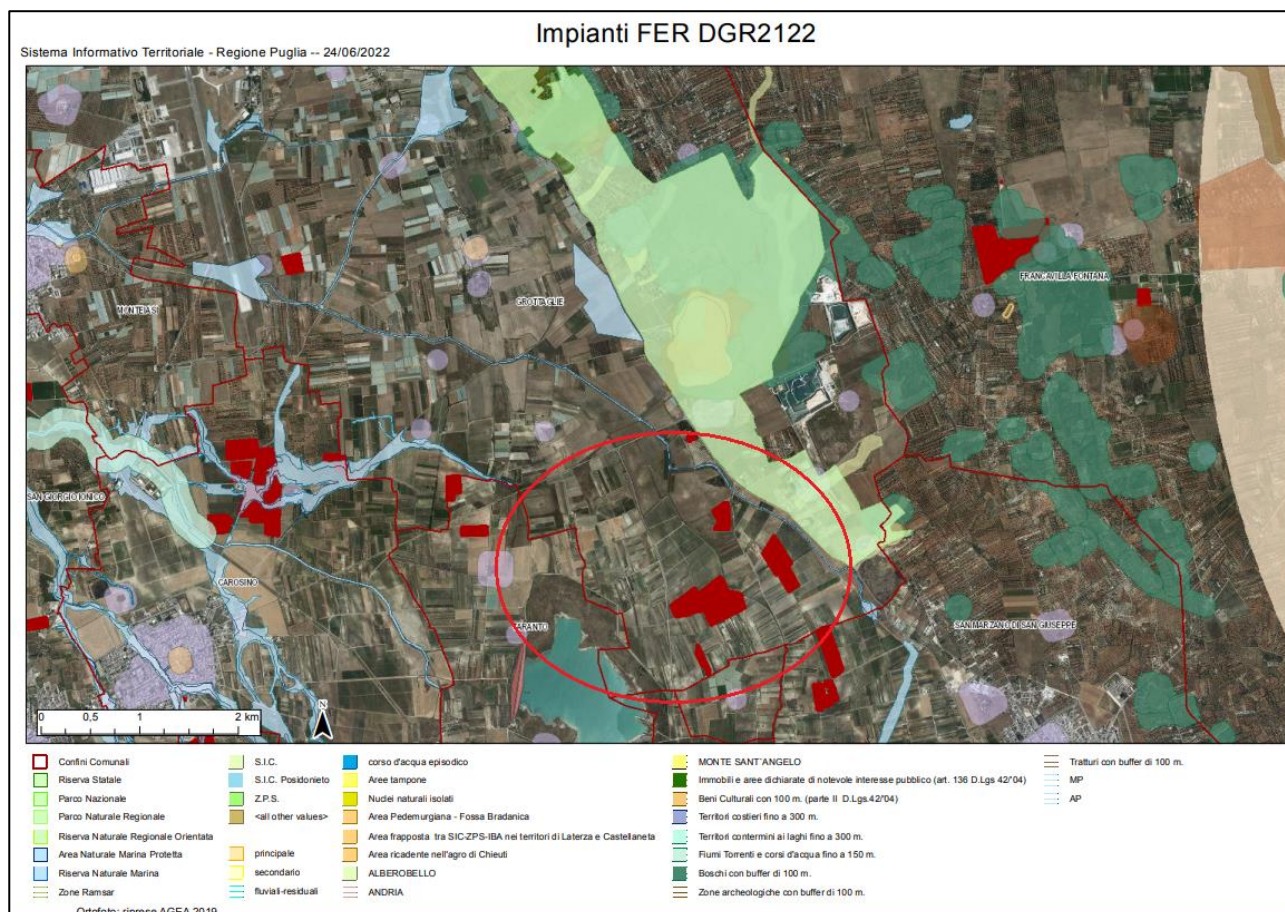 Impianti FER DGR2122
Sistema Informativo Territoriale - Regione Puglia -- 24/06/2022
MONTEIASI
GROTTAGLIE
FRANCAVILLA FONTANA
SAN GIORGIO IONICO
CAROSINO
TARANTO
SAN MARZANO DI SAN GIUSEPPE
0 0,5 1 2 km
N
Confini Comunali
Riserva Statale
Parco Nazionale
Parco Naturale Regionale
Riserva Naturale Regionale Orientata
Area Naturale Marina Protetta
Riserva Naturale Marina
Zone Ramsar
S.I.C.
S.I.C. Posidonieto
Z.P.S.
<all other values>
principale
secondario
fluviali-residuali
corso d'acqua episodico
Aree tampone
Nuclei naturali isolati
Area Pedemurgiana - Fossa Bradanica
Area frapposta tra SIC-ZPS-IBA nei territori di Laterza e Castellaneta
Area ricadente nell'agro di Chieuti
ALBEROBELLO
ANDRIA
MONTE SANT'ANGELO
Immobili e aree dichiarate di notevole interesse pubblico (art. 136 D.Lgs 42/'04)
Beni Culturali con 100 m. (parte II D.Lgs.42/'04)
Territori costieri fino a 300 m.
Territori contermini ai laghi fino a 300 m.
Fiumi Torrenti e corsi d'acqua fino a 150 m.
Boschi con buffer di 100 m.
Zone archeologiche con buffer di 100 m.
Tratturi con buffer di 100 m.
MP
AP
Ortofoto: riprese AGEA 2019